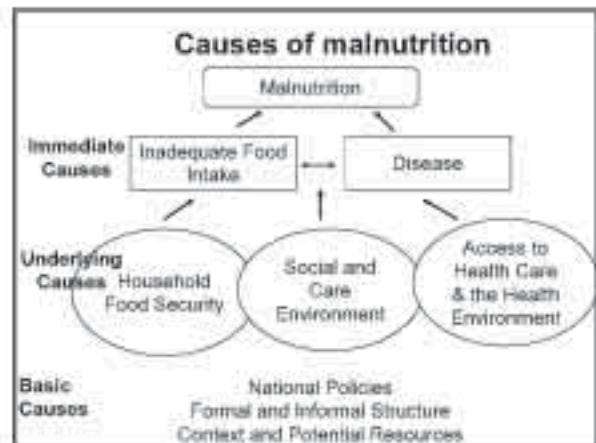 Causes of malnutrition
Malnutrition
Immediate
Causes
Inadequate Food
Intake
Disease
Underlying
Causes
Household
Food Security
Social and
Care
Environment
Access to
Health Care
& the Health
Environment
Basic
Causes
National Policies
Formal and Informal Structure
Context and Potential Resources